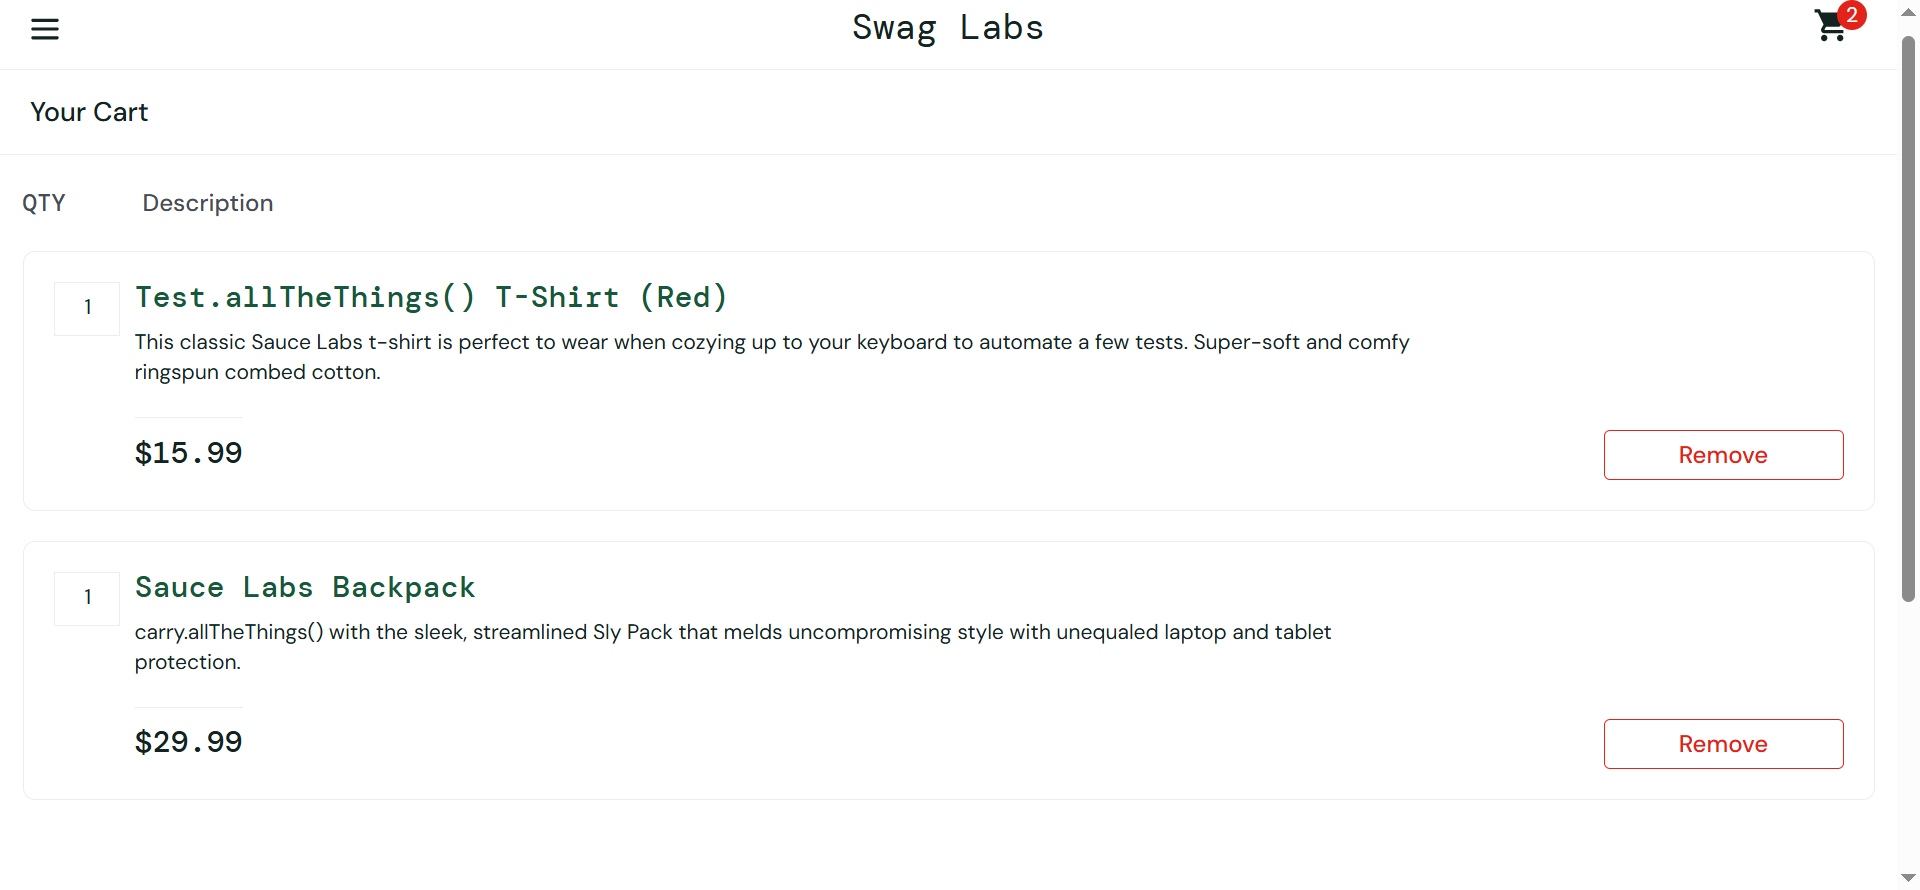 Swag Labs
2
Your Cart
QTY Description
1
Test.allTheThings() T-Shirt (Red)
This classic Sauce Labs t-shirt is perfect to wear when cozying up to your keyboard to automate a few tests. Super-soft and comfy
ringspun combed cotton.
$15.99
Remove
1
Sauce Labs Backpack
carry.allTheThings() with the sleek, streamlined Sly Pack that melds uncompromising style with unequaled laptop and tablet
protection.
$29.99
Remove